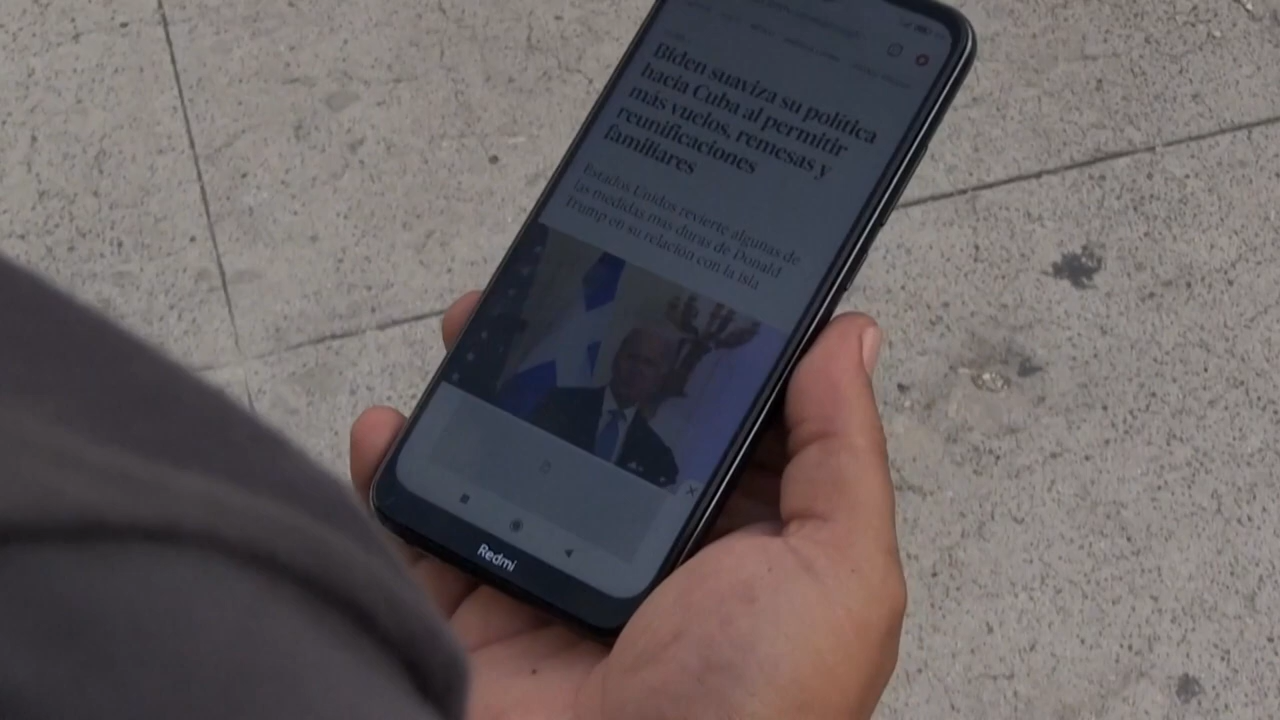 Biden suaviza su política
hacia Cuba al permitir
más vuelos, remesas y
reunificaciones
familiares
Estados Unidos revierte algunas de
las medidas más duras de Donald
Trump en su relación con la isla
Redmi